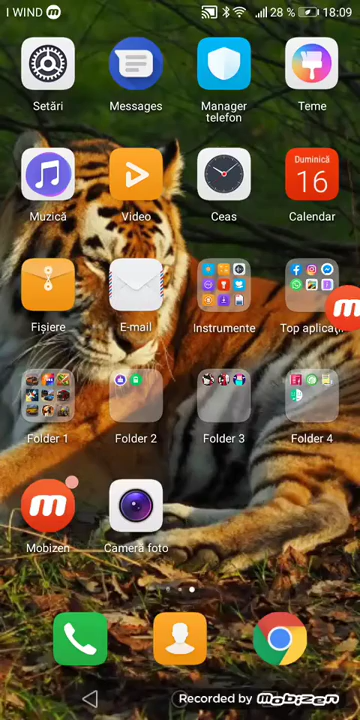 I WIND
28 %
18:09
Setări
Messages
Manager
telefon
Teme
Muzică
Video
Ceas
Duminică
16
Calendar
Fișiere
E-mail
Instrumente
Top aplicaț
Folder 1
Folder 2
Folder 3
Folder 4
Mobizen
Cameră foto
Recorded by mobizen